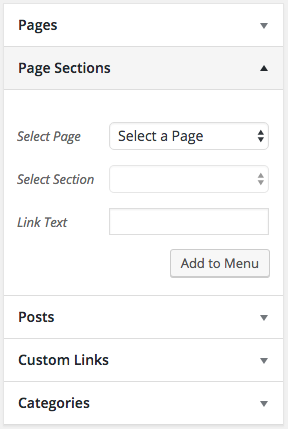 Pages
Page Sections
Select Page Select a Page
Select Section
Link Text
Add to Menu
Posts
Custom Links
Categories